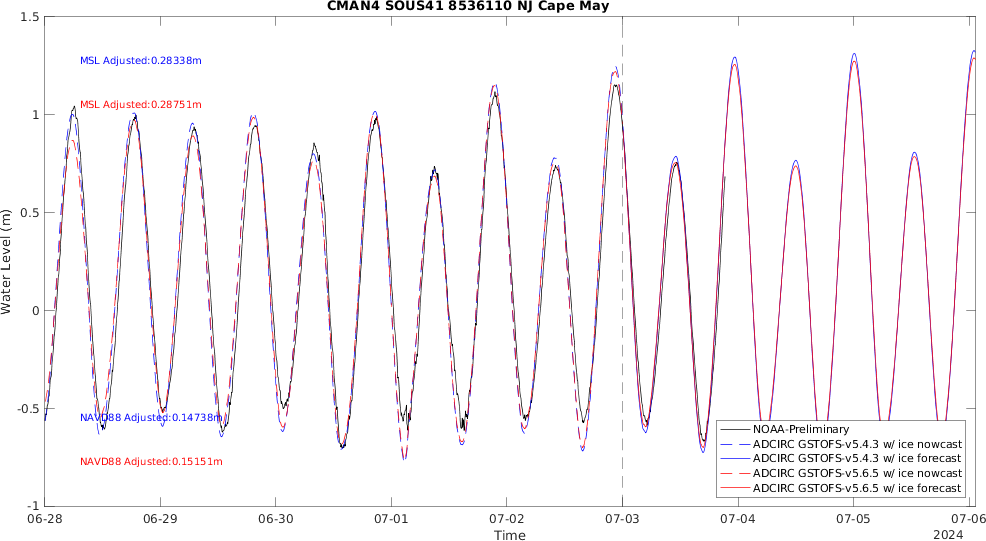 CMAN4 SOUS41 8536110 NJ Cape May
1.5
1
0.5
0
-0.5
-1
Water Level (m)
MSL Adjusted:0.28338m
MSL Adjusted:0.28751m
NAVD88 Adjusted:0.14738m
NAVD88 Adjusted:0.15151m
NOAA-Preliminary
ADCIRC GSTOFS-v5.4.3 w/ ice nowcast
ADCIRC GSTOFS-v5.4.3 w/ ice forecast
ADCIRC GSTOFS-v5.6.5 w/ ice nowcast
ADCIRC GSTOFS-v5.6.5 w/ ice forecast
06-28 06-29 06-30 07-01 07-02 07-03 07-04 07-05 07-06
Time
2024